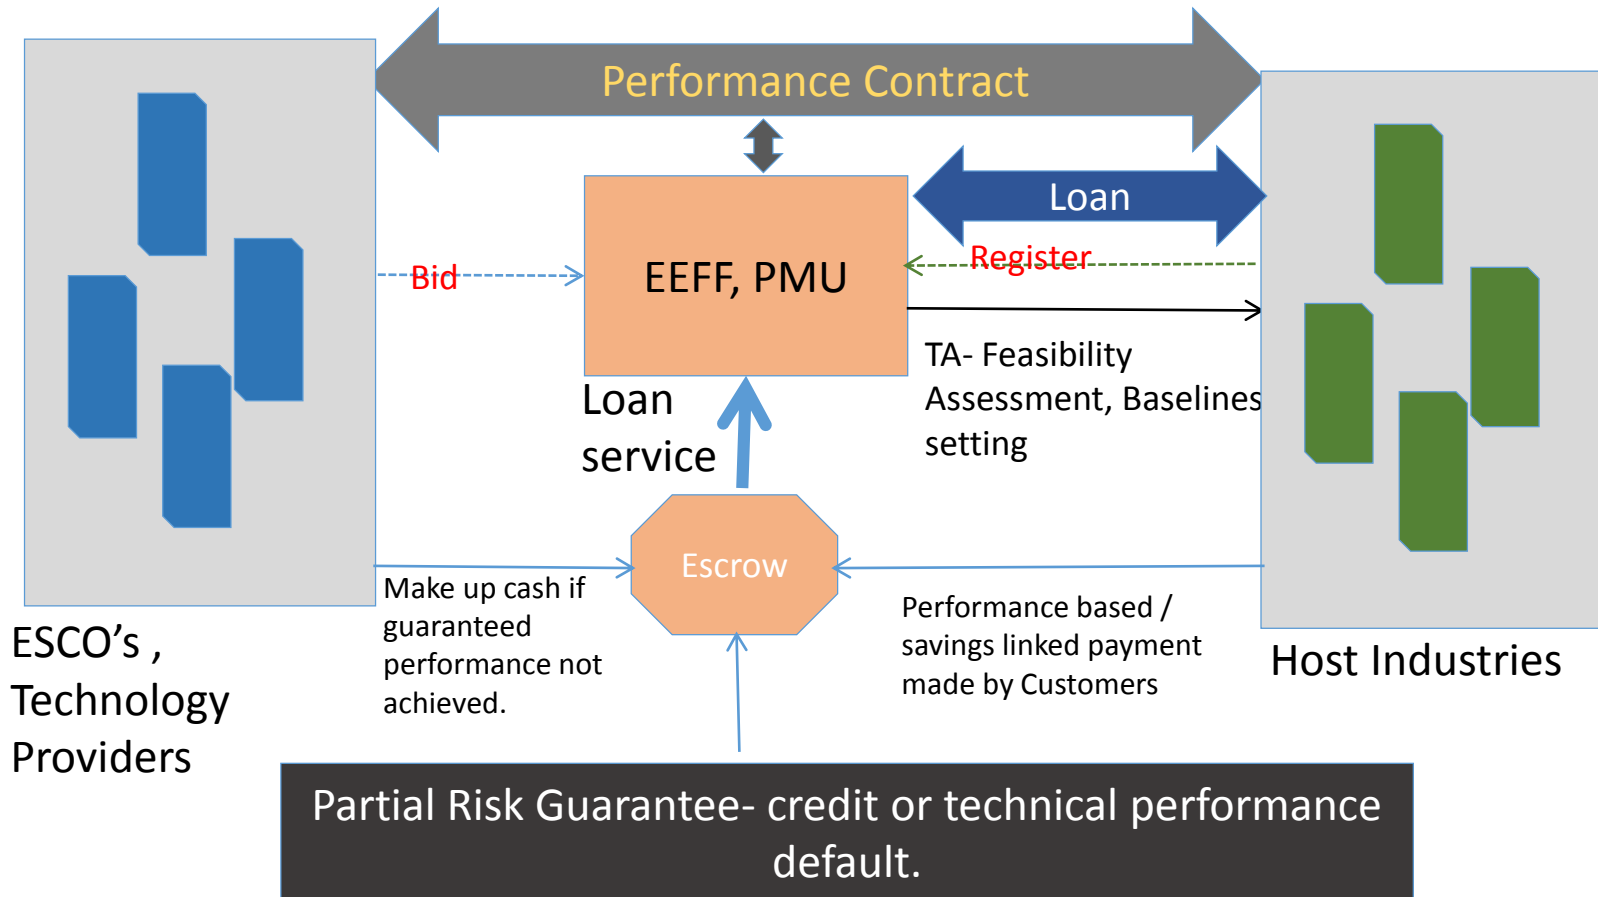 Performance Contract
Loan
Bid
Register
EEFF, PMU
TA- Feasibility
Assessment, Baselines
setting
Loan
service
Escrow
Make up cash if
guaranteed
performance not
achieved.
Performance based /
savings linked payment
made by Customers
ESCO’s ,
Technology
Providers
Host Industries
Partial Risk Guarantee- credit or technical performance
default.